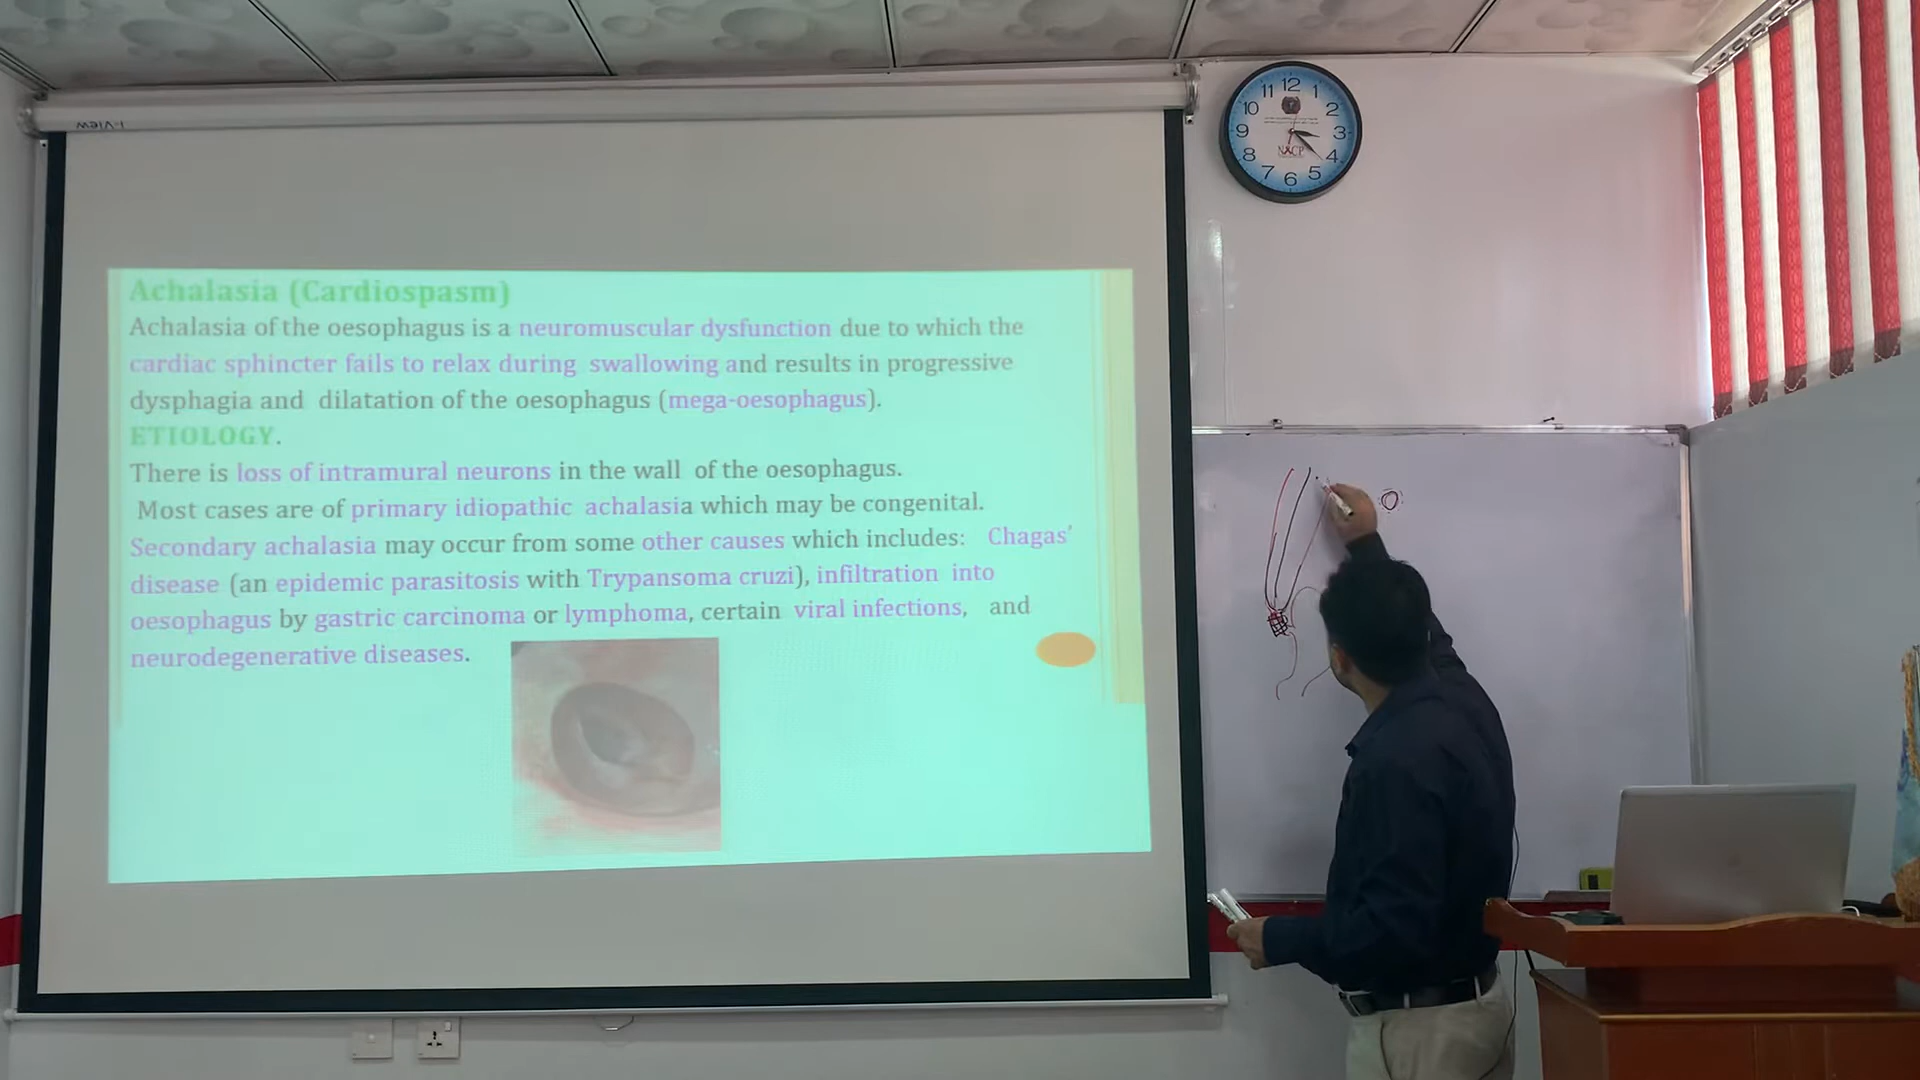 I-View
Achalasia (Cardiospasm)
Achalasia of the oesophagus is a neuromuscular dysfunction due to which the
cardiac sphincter fails to relax during swallowing and results in progressive
dysphagia and dilatation of the oesophagus (mega-oesophagus).
ETIOLOGY.
There is loss of intramural neurons in the wall of the oesophagus.
Most cases are of primary idiopathic achalasia which may be congenital.
Secondary achalasia may occur from some other causes which includes: Chagas'
disease (an epidemic parasitosis with Trypansoma cruzi), infiltration into
oesophagus by gastric carcinoma or lymphoma, certain viral infections, and
neurodegenerative diseases.
12
11 1
10 2
9 3
8 4
7 5
6
NACP